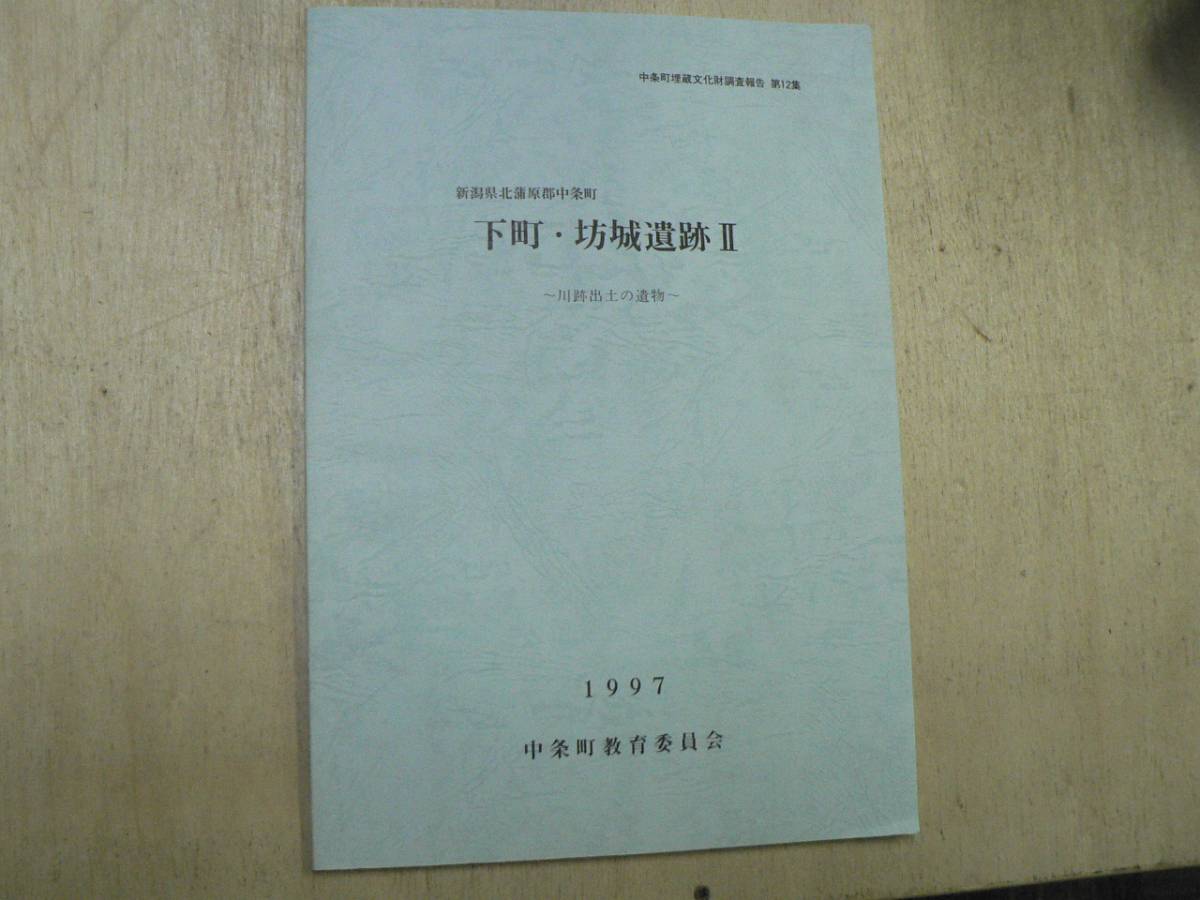 中条町埋蔵文化財調査報告 第12集
新潟県北蒲原郡中条町
下町・坊城遺跡Ⅱ
～川跡出土の遺物～
1997
中条町教育委員会